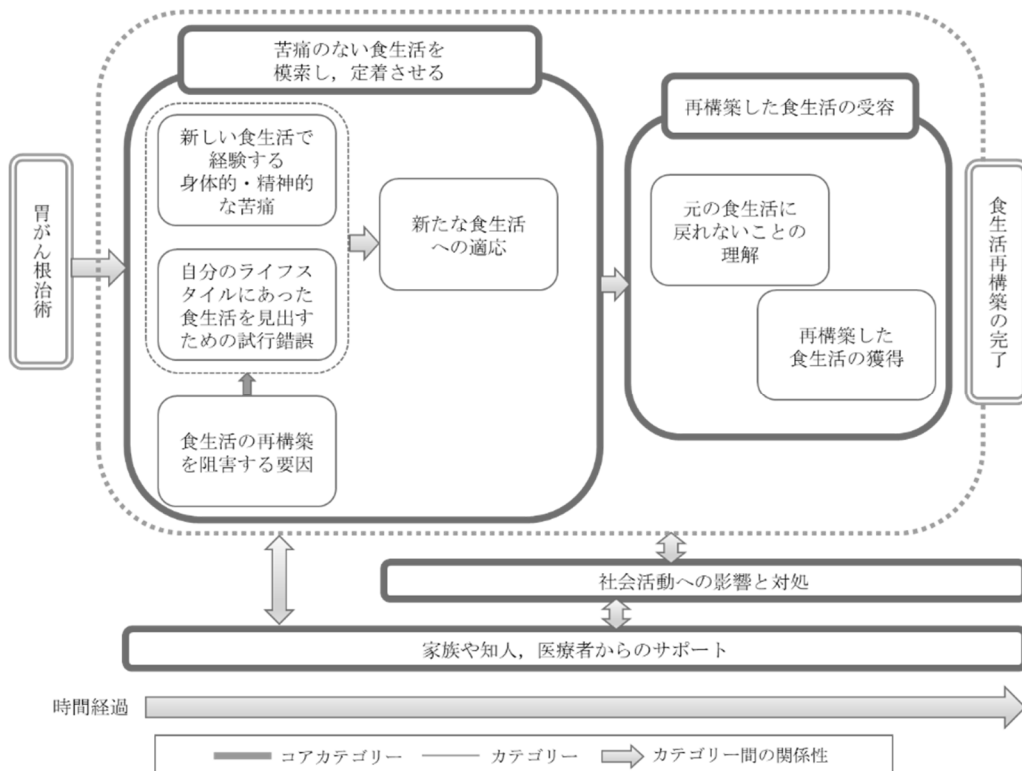 苦痛のない食生活を
模索し，定着させる
新しい食生活で
経験する
身体的・精神的
な苦痛
自分のライフス
タイルにあった
食生活を見出す
ための試行錯誤
食生活の再構築
を阻害する要因
新たな食生活
への適応
再構築した食生活の受容
元の食生活に
戻れないことの
理解
再構築した
食生活の獲得
胃がん根治術
食生活再構築の完了
社会活動への影響と対処
家族や知人，医療者からのサポート
時間経過
コアカテゴリー
カテゴリー
カテゴリー間の関係性